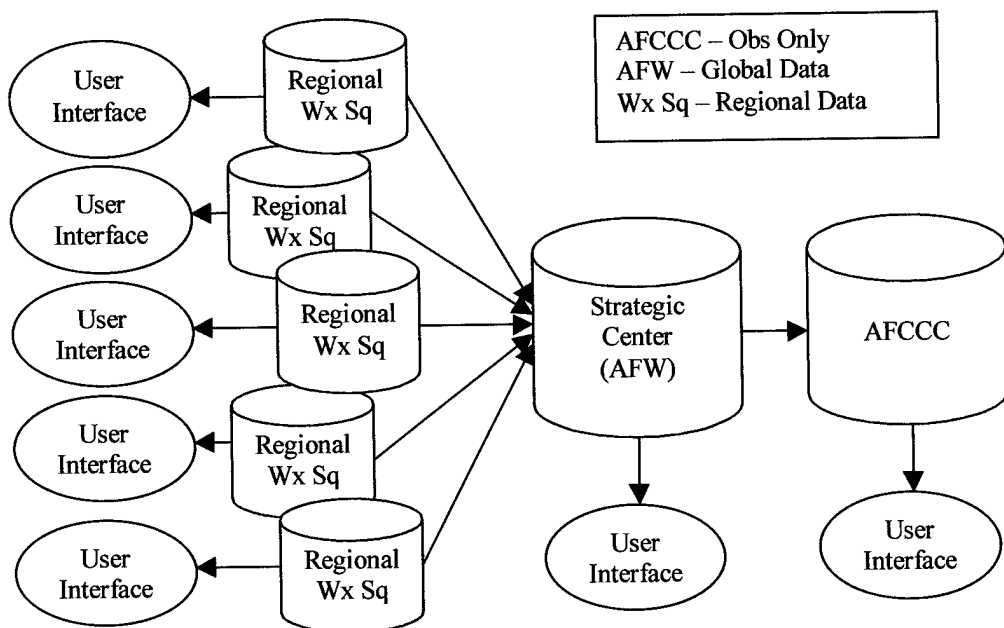 AFCCC – Obs Only
AFW – Global Data
Wx Sq – Regional Data
User
Interface
Regional
Wx Sq
User
Interface
Regional
Wx Sq
User
Interface
Regional
Wx Sq
User
Interface
Regional
Wx Sq
User
Interface
Regional
Wx Sq
Strategic
Center
(AFW)
AFCCC
User
Interface
User
Interface